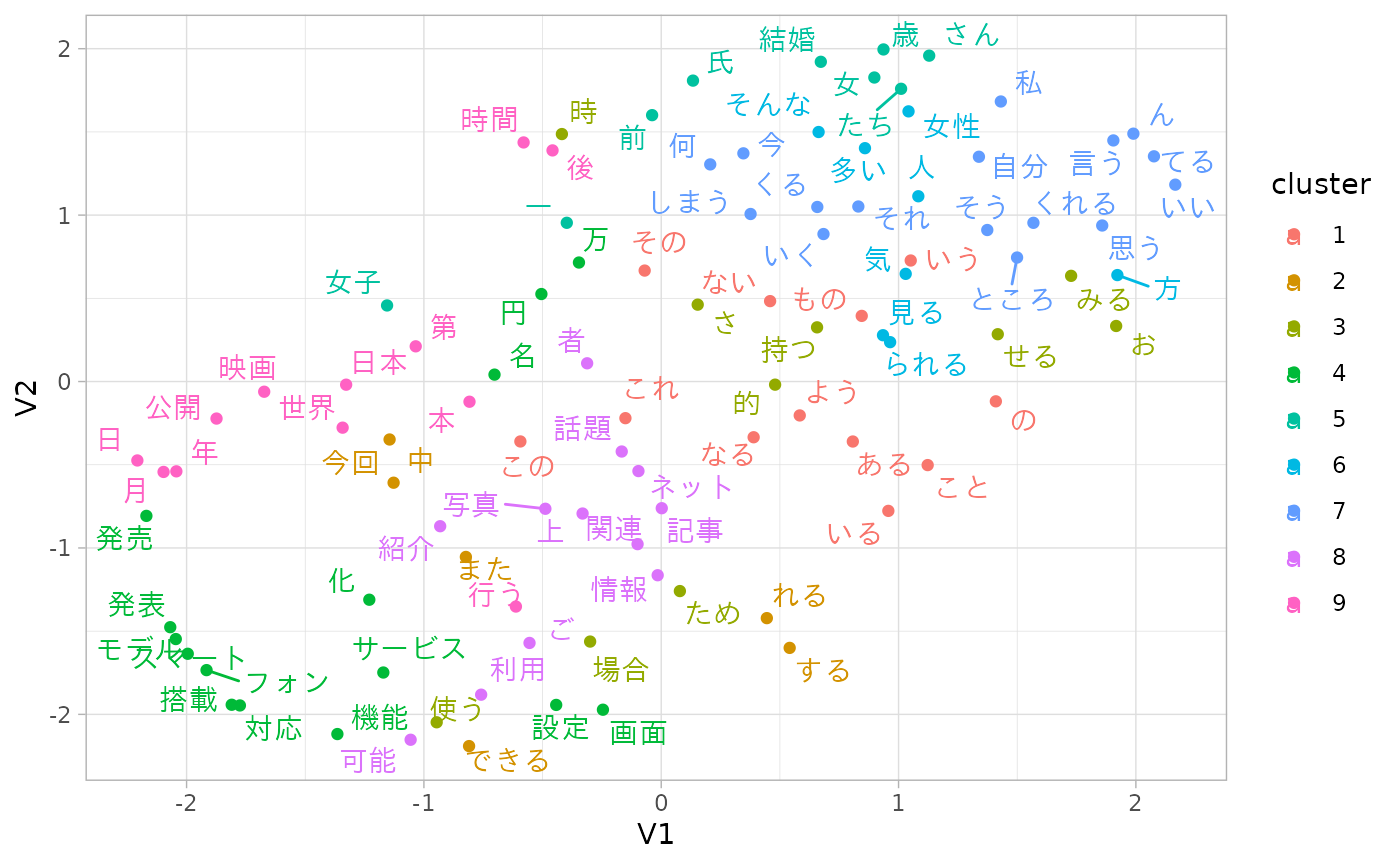 2
1
0
-1
-2
V2
-2
-1
0
1
2
V1
歳 さん
結婚
氏
女
私
そんな
時間
時
ん
前
たち
女性
何
今
後
多い
人
自分
言う
てる
くる
しまう
一
それ
そう
くれる
いい
万
その
いく
気
いう
思う
女子
ない
もの
ところ
方
みる
円
第
さ
見る
お
名
者
持つ
られる
せる
映画
日本
これ
よう
公開
世界
本
的
の
日
年
話題
今回
中
この
なる
ある
月
写真
ネット
こと
発売
上
関連
記事
いる
紹介
また
化
行う
情報
れる
発表
ため
ご
モデル
スマート
サービス
利用
場合
する
フォン
搭載
対応
機能
使う
設定
画面
可能
できる
cluster
a 1
a 2
a 3
a 4
a 5
a 6
a 7
a 8
a 9